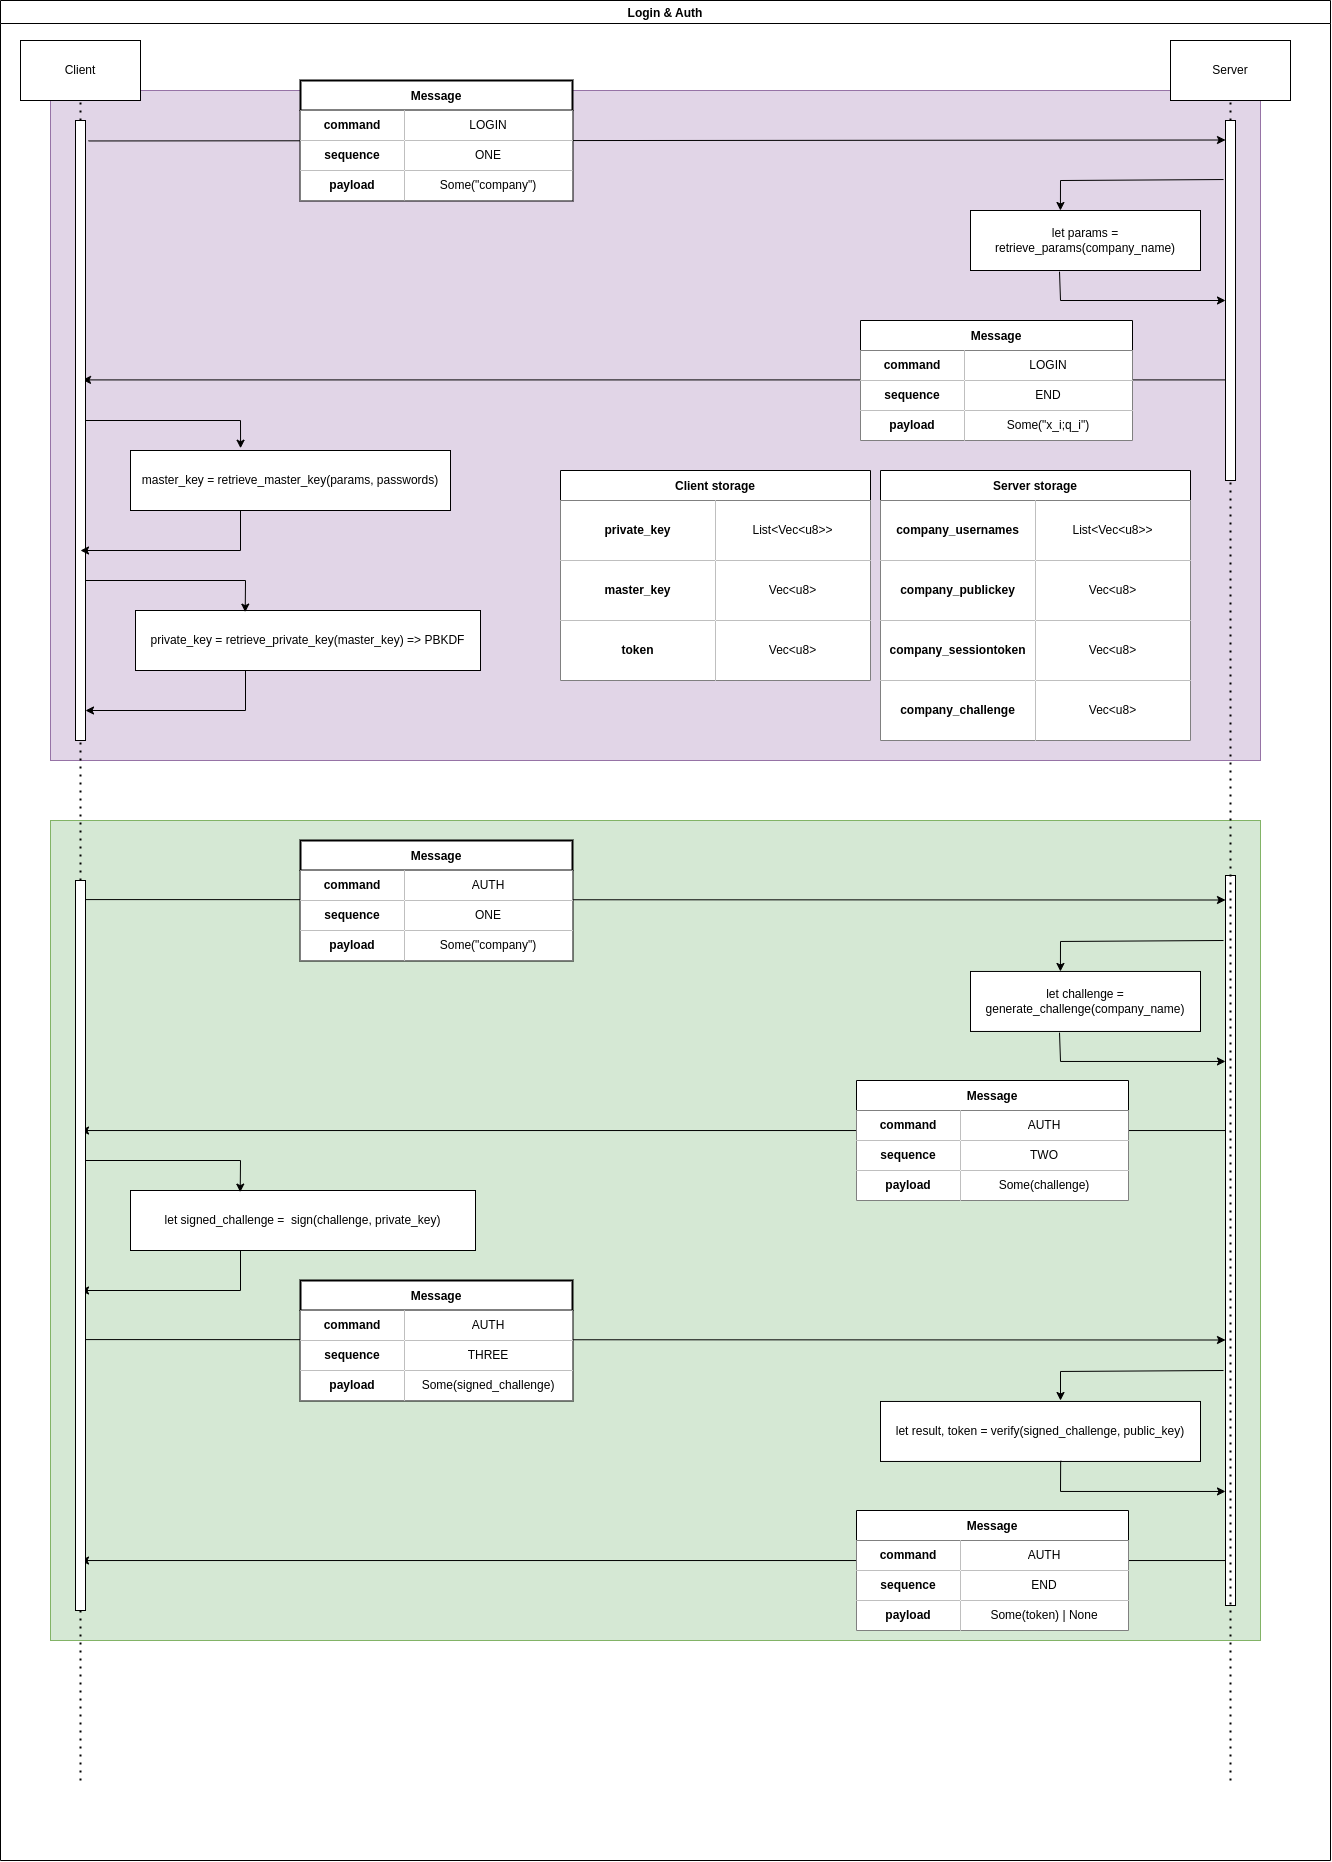 Login & Auth
Client
Server
Message
command LOGIN
sequence ONE
payload Some("company")
let params =
retrieve_params(company_name)
Message
command LOGIN
sequence END
payload Some("x_i;q_i")
master_key = retrieve_master_key(params, passwords)
Client storage
private_key List<Vec<u8>>
master_key Vec<u8>
token Vec<u8>
Server storage
company_usernames List<Vec<u8>>
company_publickey Vec<u8>
company_sessiontoken Vec<u8>
company_challenge Vec<u8>
private_key = retrieve_private_key(master_key) => PBKDF
Message
command AUTH
sequence ONE
payload Some("company")
let challenge =
generate_challenge(company_name)
Message
command AUTH
sequence TWO
payload Some(challenge)
let signed_challenge =  sign(challenge, private_key)
Message
command AUTH
sequence THREE
payload Some(signed_challenge)
let result, token = verify(signed_challenge, public_key)
Message
command AUTH
sequence END
payload Some(token) | None